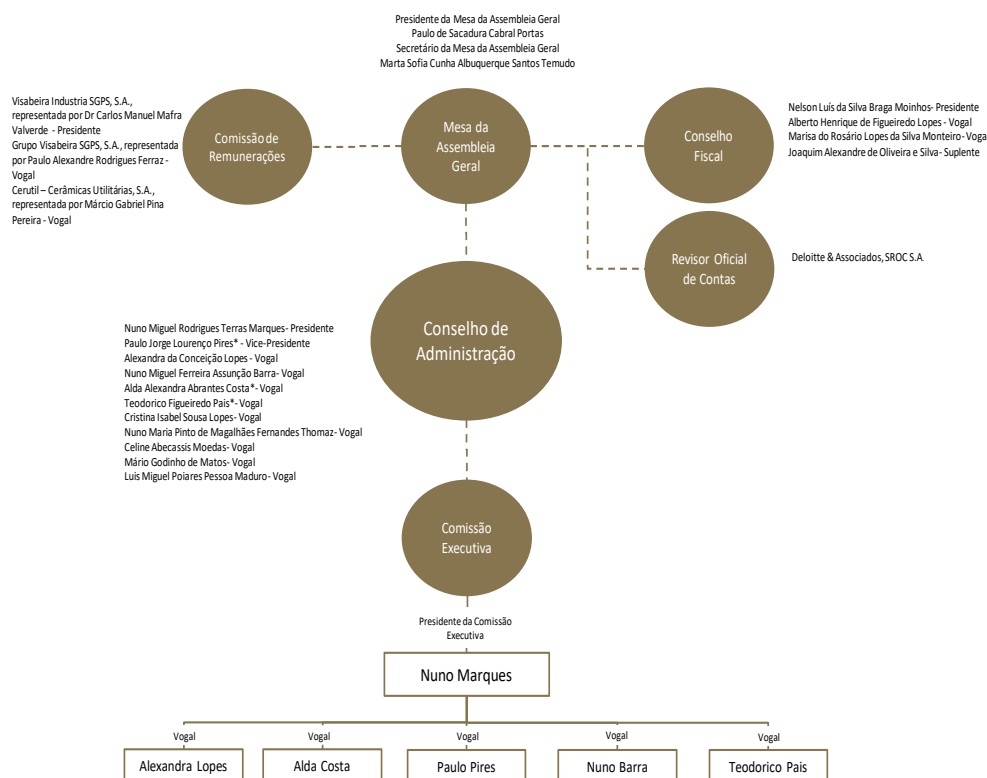 Presidente da Mesa da Assembleia Geral
Paulo de Sacadura Cabral Portas
Secretário da Mesa da Assembleia Geral
Marta Sofia Cunha Albuquerque Santos Temudo
Visabeira Industria SGPS, S.A.,
representada por Dr Carlos Manuel Mafra
Valverde - Presidente
Grupo Visabeira SGPS, S.A., representada
por Paulo Alexandre Rodrigues Ferraz -
Vogal
Cerutil – Cerâmicas Utilitárias, S.A.,
representada por Márcio Gabriel Pina
Pereira - Vogal
Comissão de
Remunerações
Mesa da
Assembleia
Geral
Conselho
Fiscal
Nelson Luís da Silva Braga Moinhos- Presidente
Alberto Henrique de Figueiredo Lopes - Vogal
Marisa do Rosário Lopes da Silva Monteiro - Voga
Joaquim Alexandre de Oliveira e Silva- Suplente
Revisor Oficial
de Contas
Deloitte & Associados, SROC S.A.
Conselho de
Administração
Nuno Miguel Rodrigues Terras Marques- Presidente
Paulo Jorge Lourenço Pires* - Vice-Presidente
Alexandra da Conceição Lopes - Vogal
Nuno Miguel Ferreira Assunção Barra- Vogal
Alda Alexandra Abrantes Costa*- Vogal
Teodorico Figueiredo Pais*- Vogal
Cristina Isabel Sousa Lopes- Vogal
Nuno Maria Pinto de Magalhães Fernandes Thomaz- Vogal
Celine Abecassis Moedas- Vogal
Mário Godinho de Matos- Vogal
Luis Miguel Poiares Pessoa Maduro- Vogal
Comissão
Executiva
Presidente da Comissão
Executiva
Nuno Marques
Vogal
Alexandra Lopes
Vogal
Alda Costa
Vogal
Paulo Pires
Vogal
Nuno Barra
Vogal
Teodorico Pais